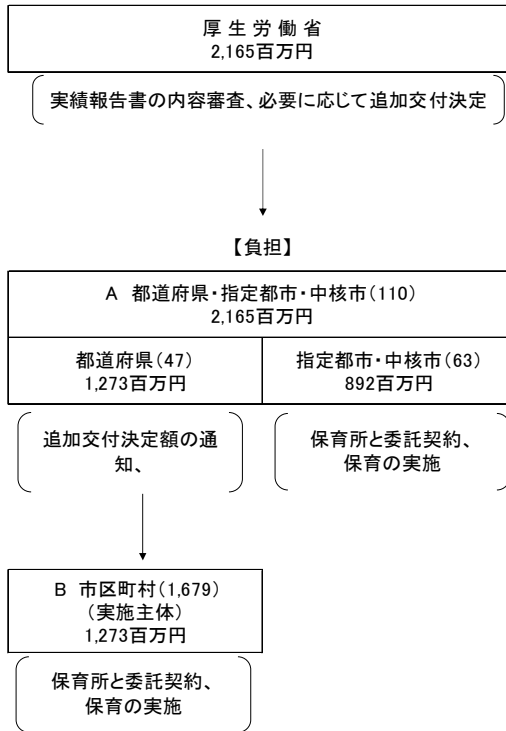 厚生労働省
2,165百万円
実績報告書の内容審査、必要に応じて追加交付決定
【負担】
A 都道府県・指定都市・中核市(110)
2,165百万円
都道府県(47)
1,273百万円
指定都市・中核市(63)
892百万円
追加交付決定額の通
知、
保育所と委託契約、
保育の実施
B 市区町村(1,679)
(実施主体)
1,273百万円
保育所と委託契約、
保育の実施